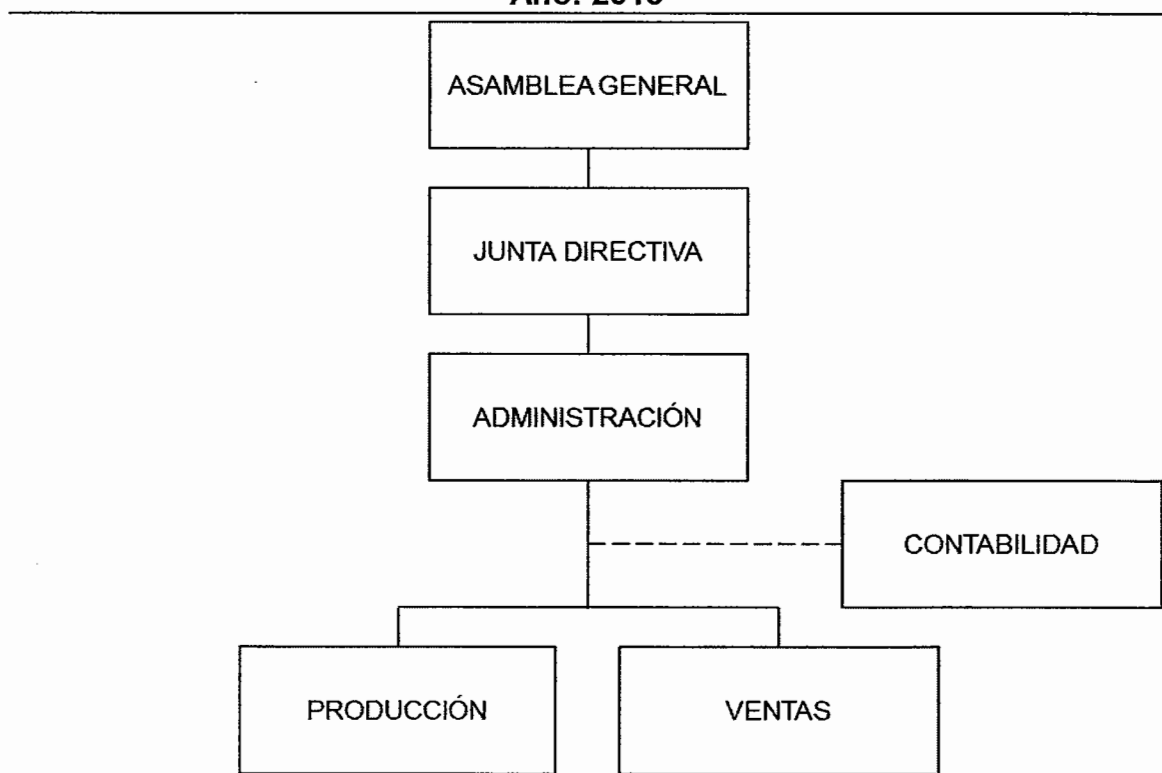 ASAMBLEA GENERAL
JUNTA DIRECTIVA
ADMINISTRACIÓN
CONTABILIDAD
PRODUCCIÓN
VENTAS